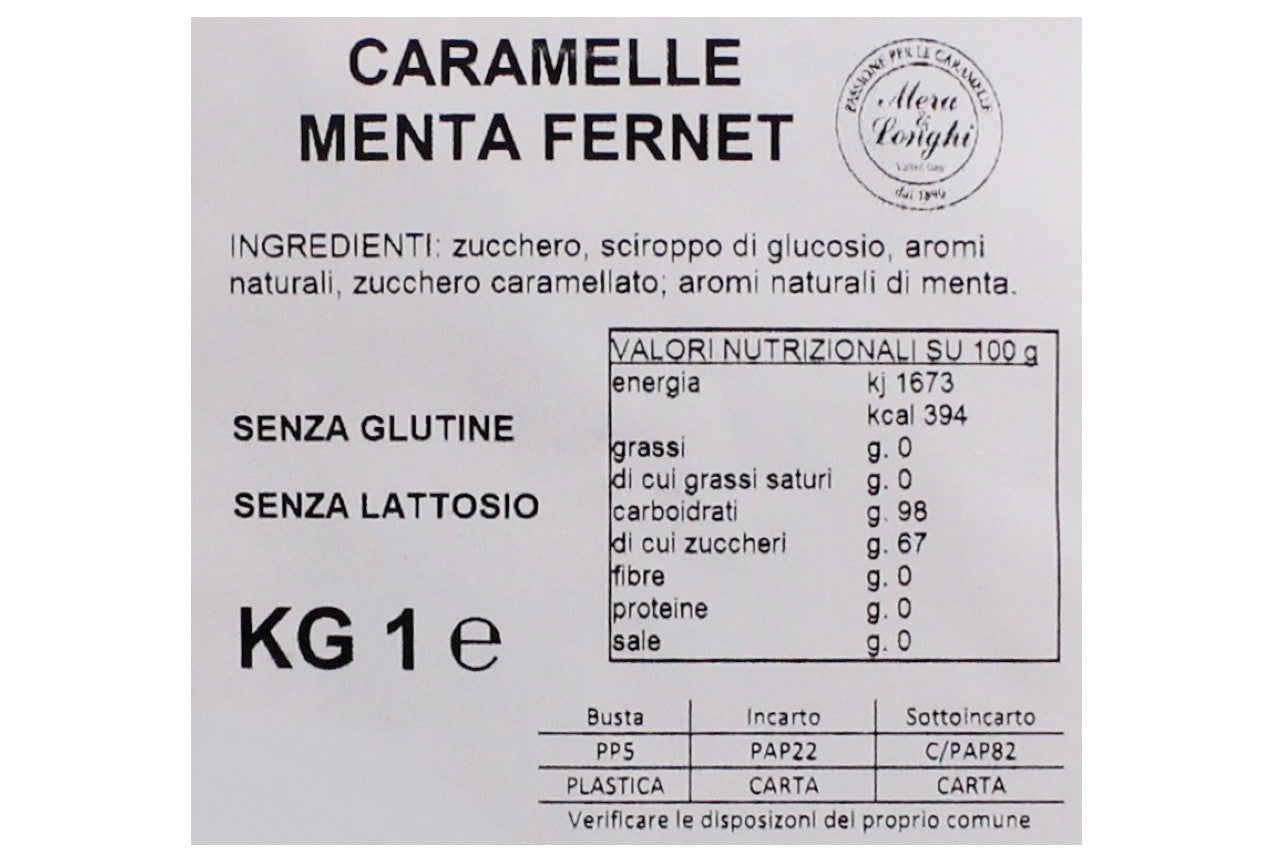 CARAMELLE
MENTA FERNET
PASSIONE PER LE CARAMELLE
Mera
&
Longhi
dal 1890
INGREDIENTI: zucchero, sciroppo di glucosio, aromi
naturali, zucchero caramellato; aromi naturali di menta.
SENZA GLUTINE
SENZA LATTOSIO
KG 1 ℮
VALORI NUTRIZIONALI SU 100 g
energia kj 1673
kcal 394
grassi g. 0
di cui grassi saturi g. 0
carboidrati g. 98
di cui zuccheri g. 67
fibre g. 0
proteine g. 0
sale g. 0
Busta Incarto Sottoincarto
PP5 PAP22 C/PAP82
PLASTICA CARTA CARTA
Verificare le disposizoni del proprio comune